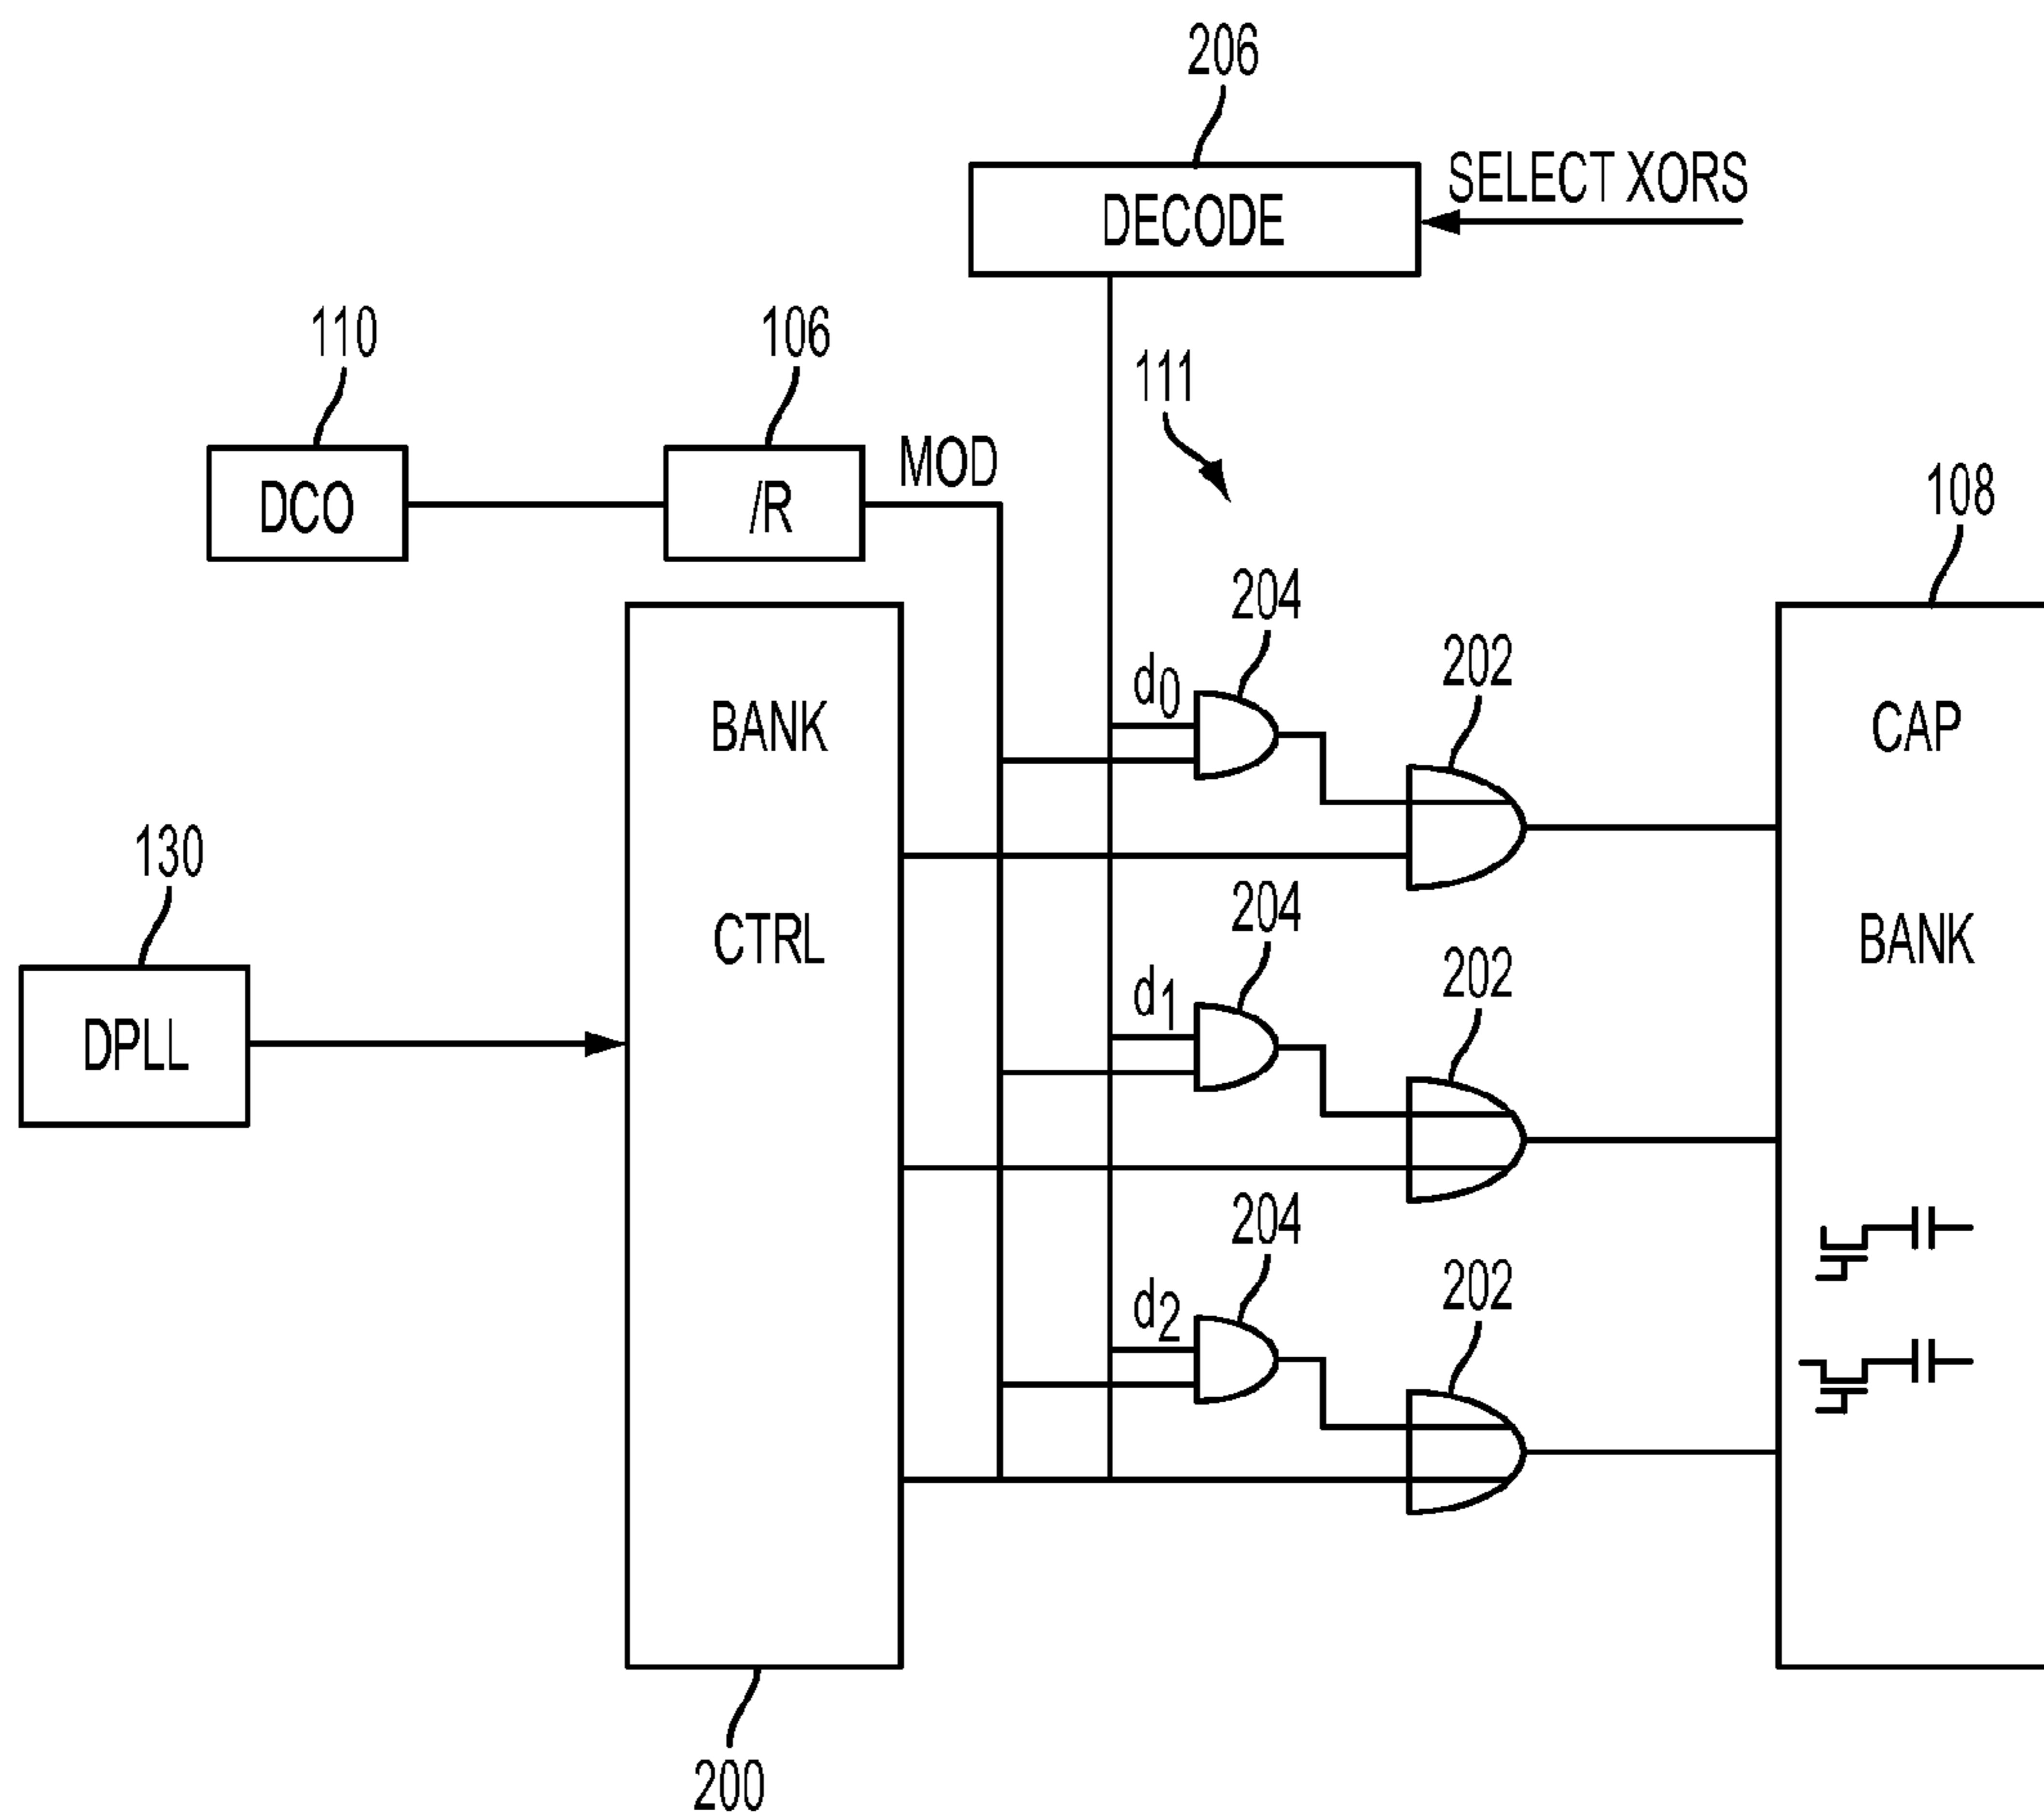 206
SELECT XORS
DECODE
110
106
111
MOD
DCO
/R
108
204
202
d0
BANK
CAP
130
204
CTRL
202
BANK
d1
DPLL
204
202
d2
200